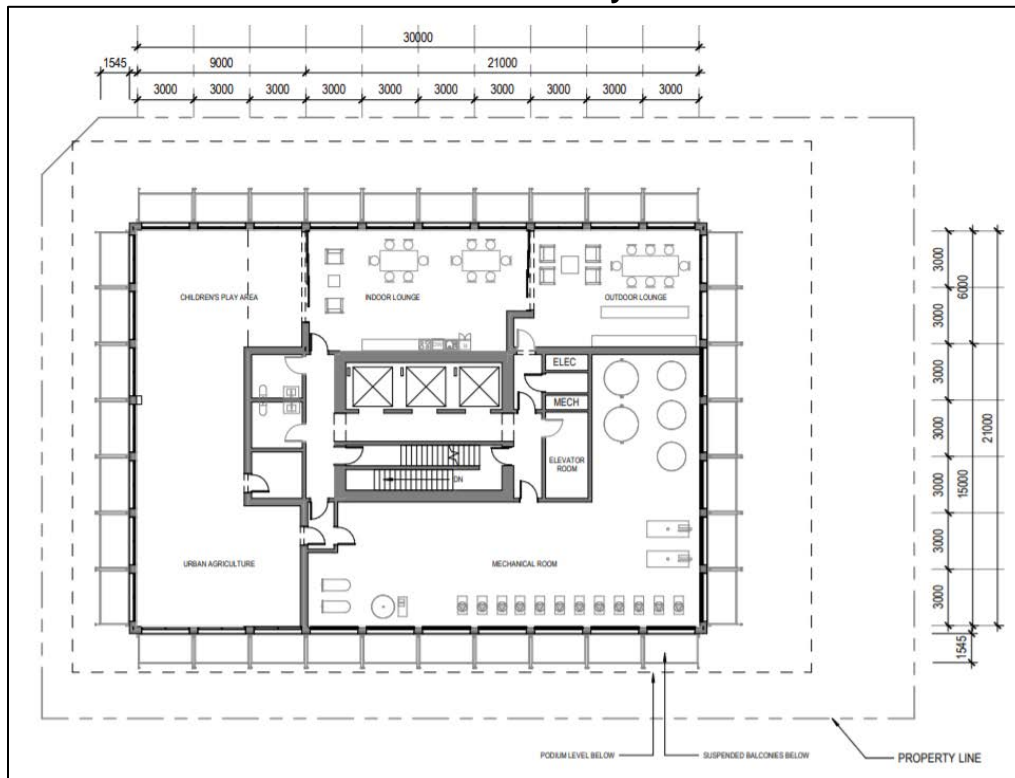 30000
1545
9000
21000
3000
3000
3000
3000
3000
3000
3000
3000
3000
3000
CHILDREN'S PLAY AREA
INDOOR LOUNGE
OUTDOOR LOUNGE
3000
3000
6000
ELEC
MECH
ELEVATOR
ROOM
DN
3000
3000
3000
3000
3000
15000
21000
URBAN AGRICULTURE
MECHANICAL ROOM
1545
PODIUM LEVEL BELOW
SUSPENDED BALCONIES BELOW
PROPERTY LINE